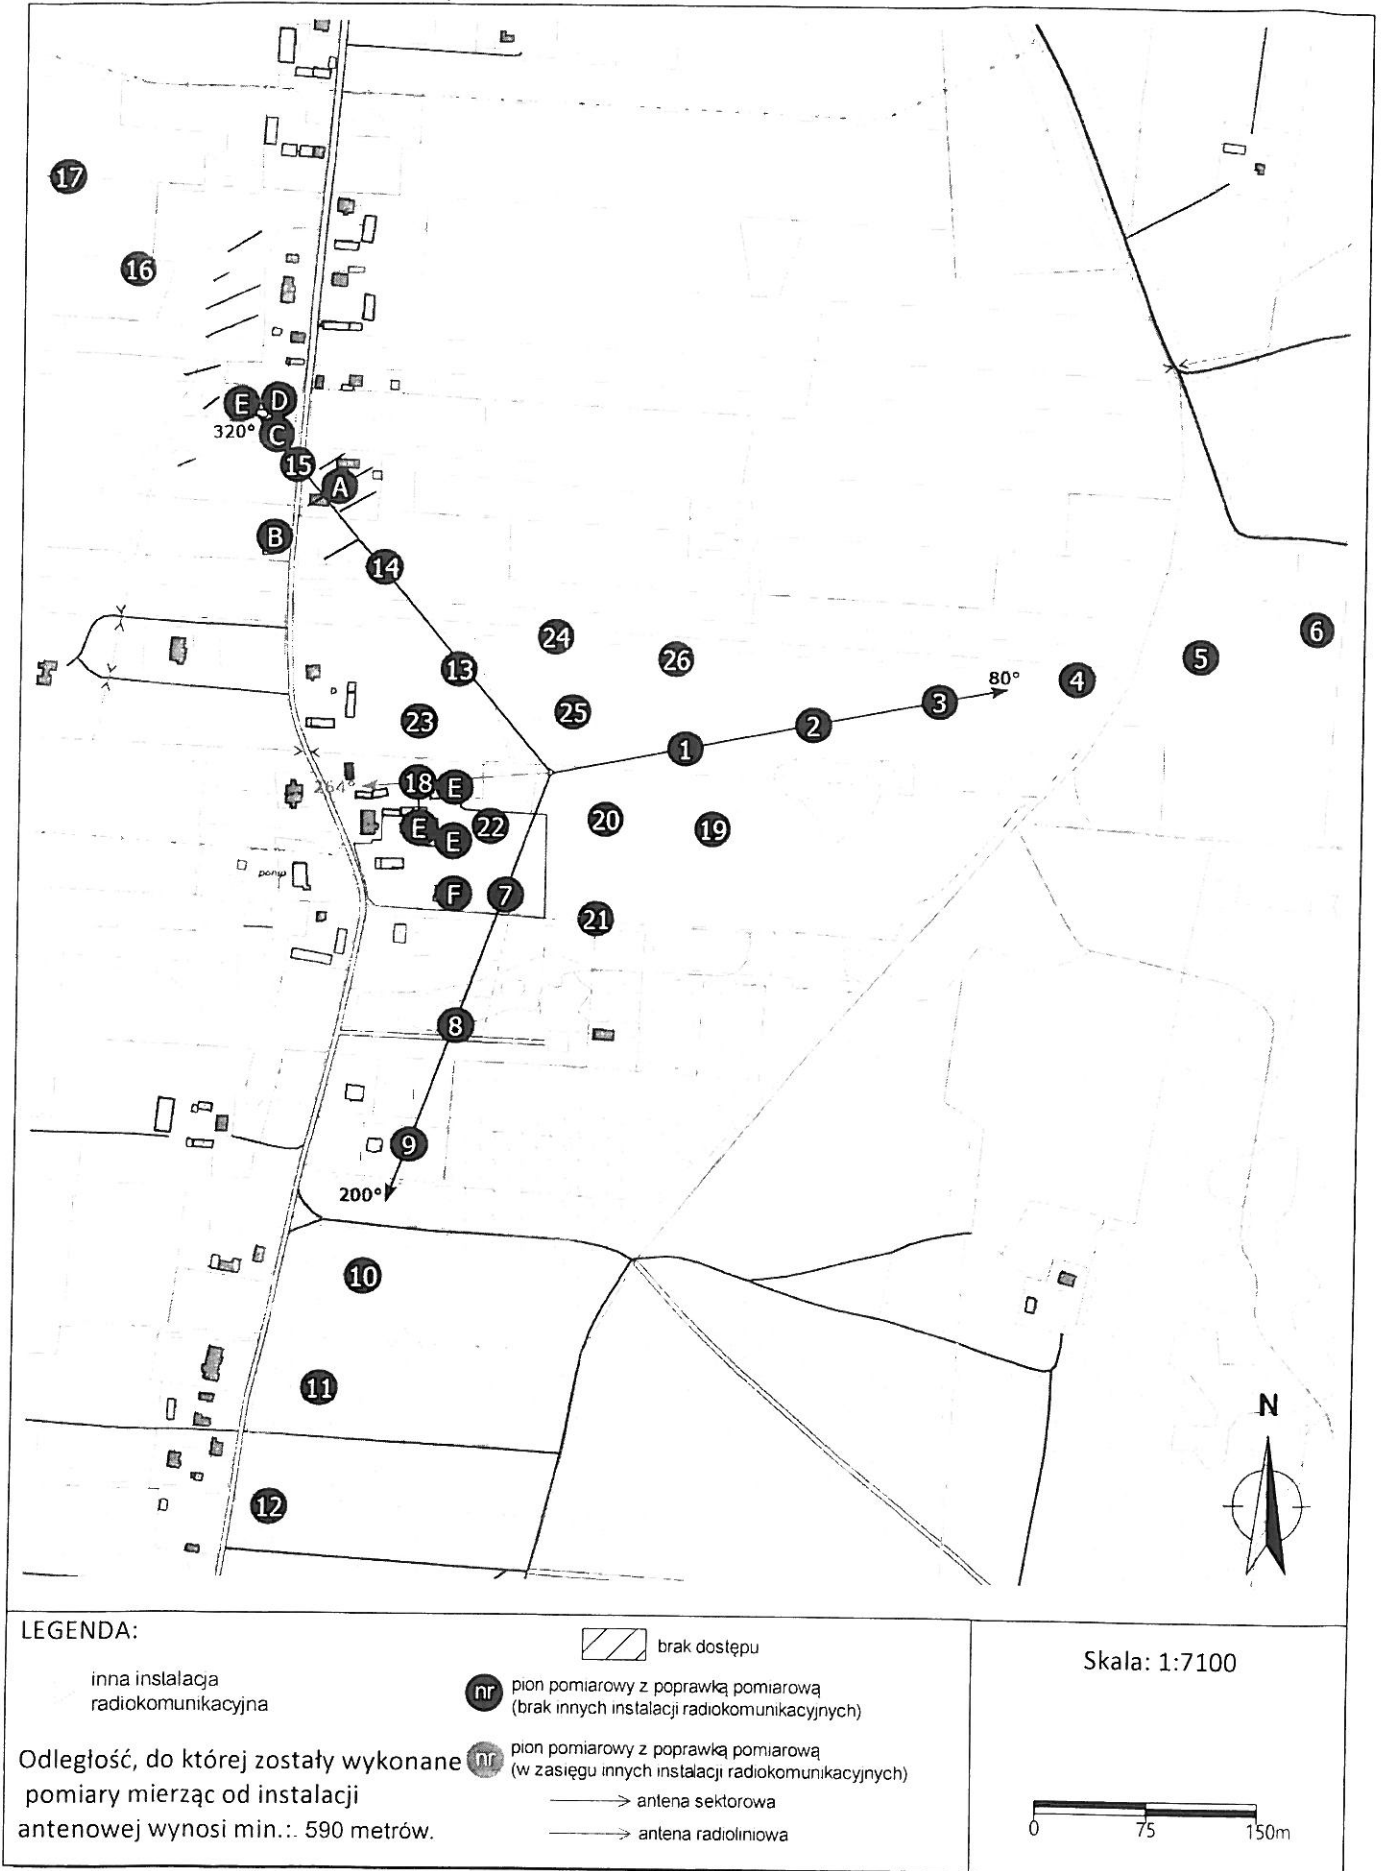 17
16
E D
320° C
15
A
B
14
24
26
6
5
13
80° 4
23
25
3
2
1
264° 18 E
E E 22
20
19
pomp
F 7
21
8
9
200°
10
11
N
12
LEGENDA:
inna instalacja
radiokomunikacyjna
Odległość, do której zostały wykonane
pomiary mierząc od instalacji
antenowej wynosi min.:. 590 metrów.
brak dostępu
nr pion pomiarowy z poprawką pomiarową
(brak innych instalacji radiokomunikacyjnych)
nr pion pomiarowy z poprawką pomiarową
(w zasięgu innych instalacji radiokomunikacyjnych)
antena sektorowa
antena radioliniowa
Skala: 1:7100
0 75 150m